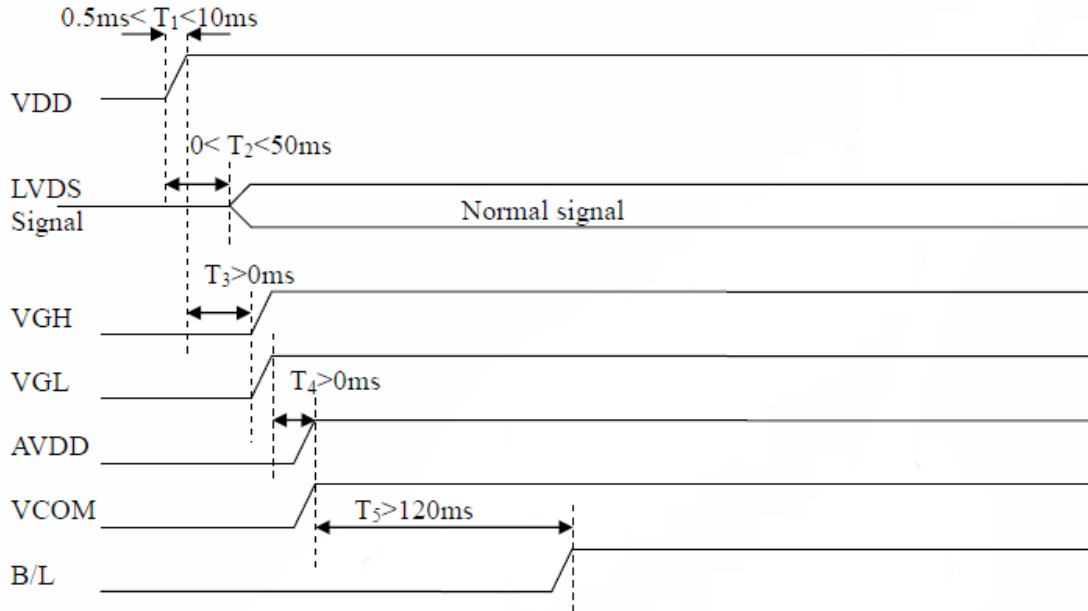 0.5ms< T₁<10ms
VDD
0< T₂<50ms
LVDS
Signal
Normal signal
T₃>0ms
VGH
VGL
T₄>0ms
AVDD
VCOM
T₅>120ms
B/L